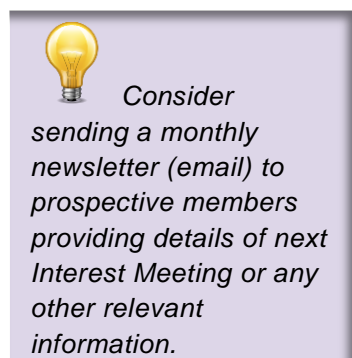 Consider
sending a monthly
newsletter (email) to
prospective members
providing details of next
Interest Meeting or any
other relevant
information.